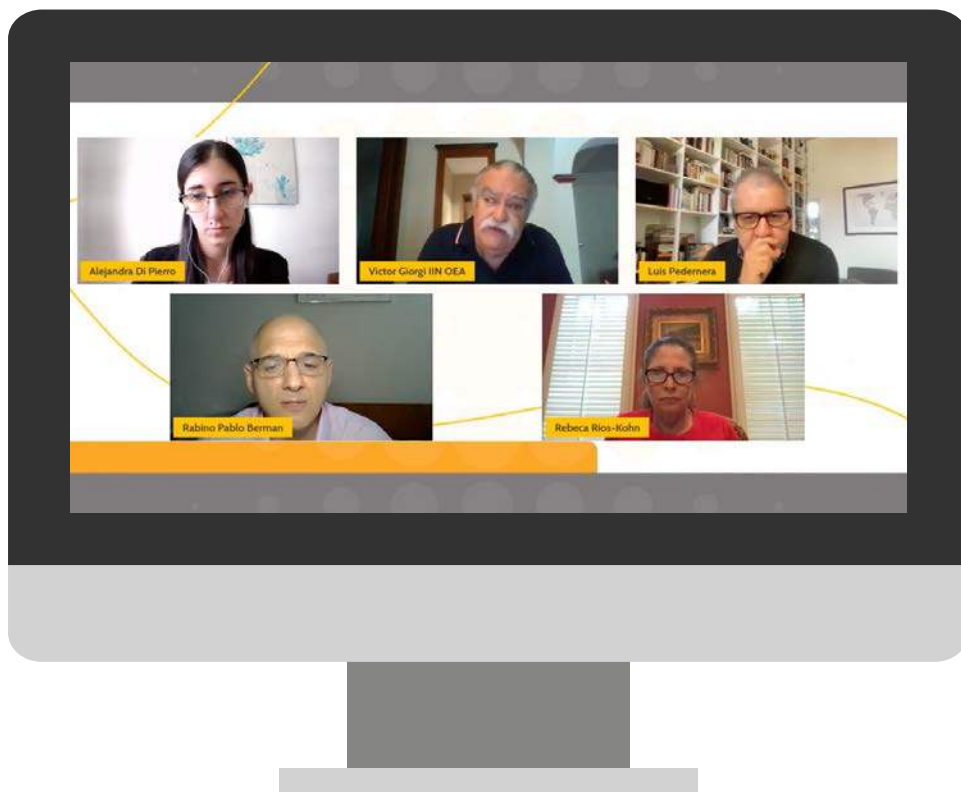 Alejandra Di Pierro
Victor Giorgi IIN OEA
Luis Pedernera
Rabino Pablo Berman
Rebeca Rios-Kohn